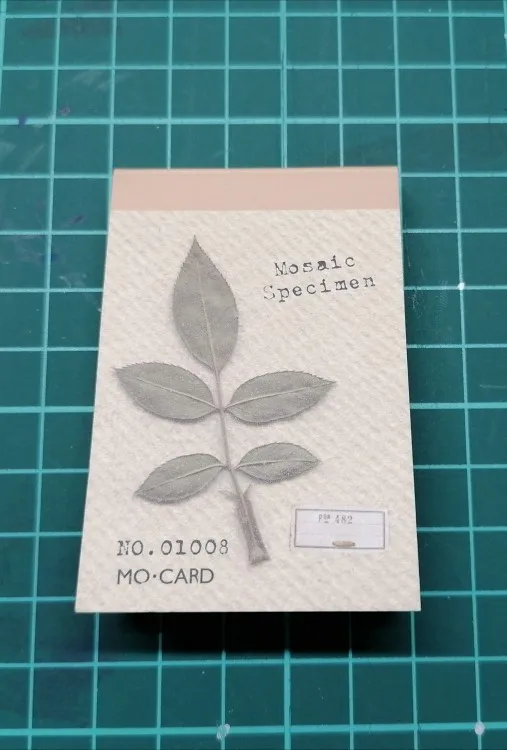 Mosaic
Specimen
482
NO.01008
MO·CARD